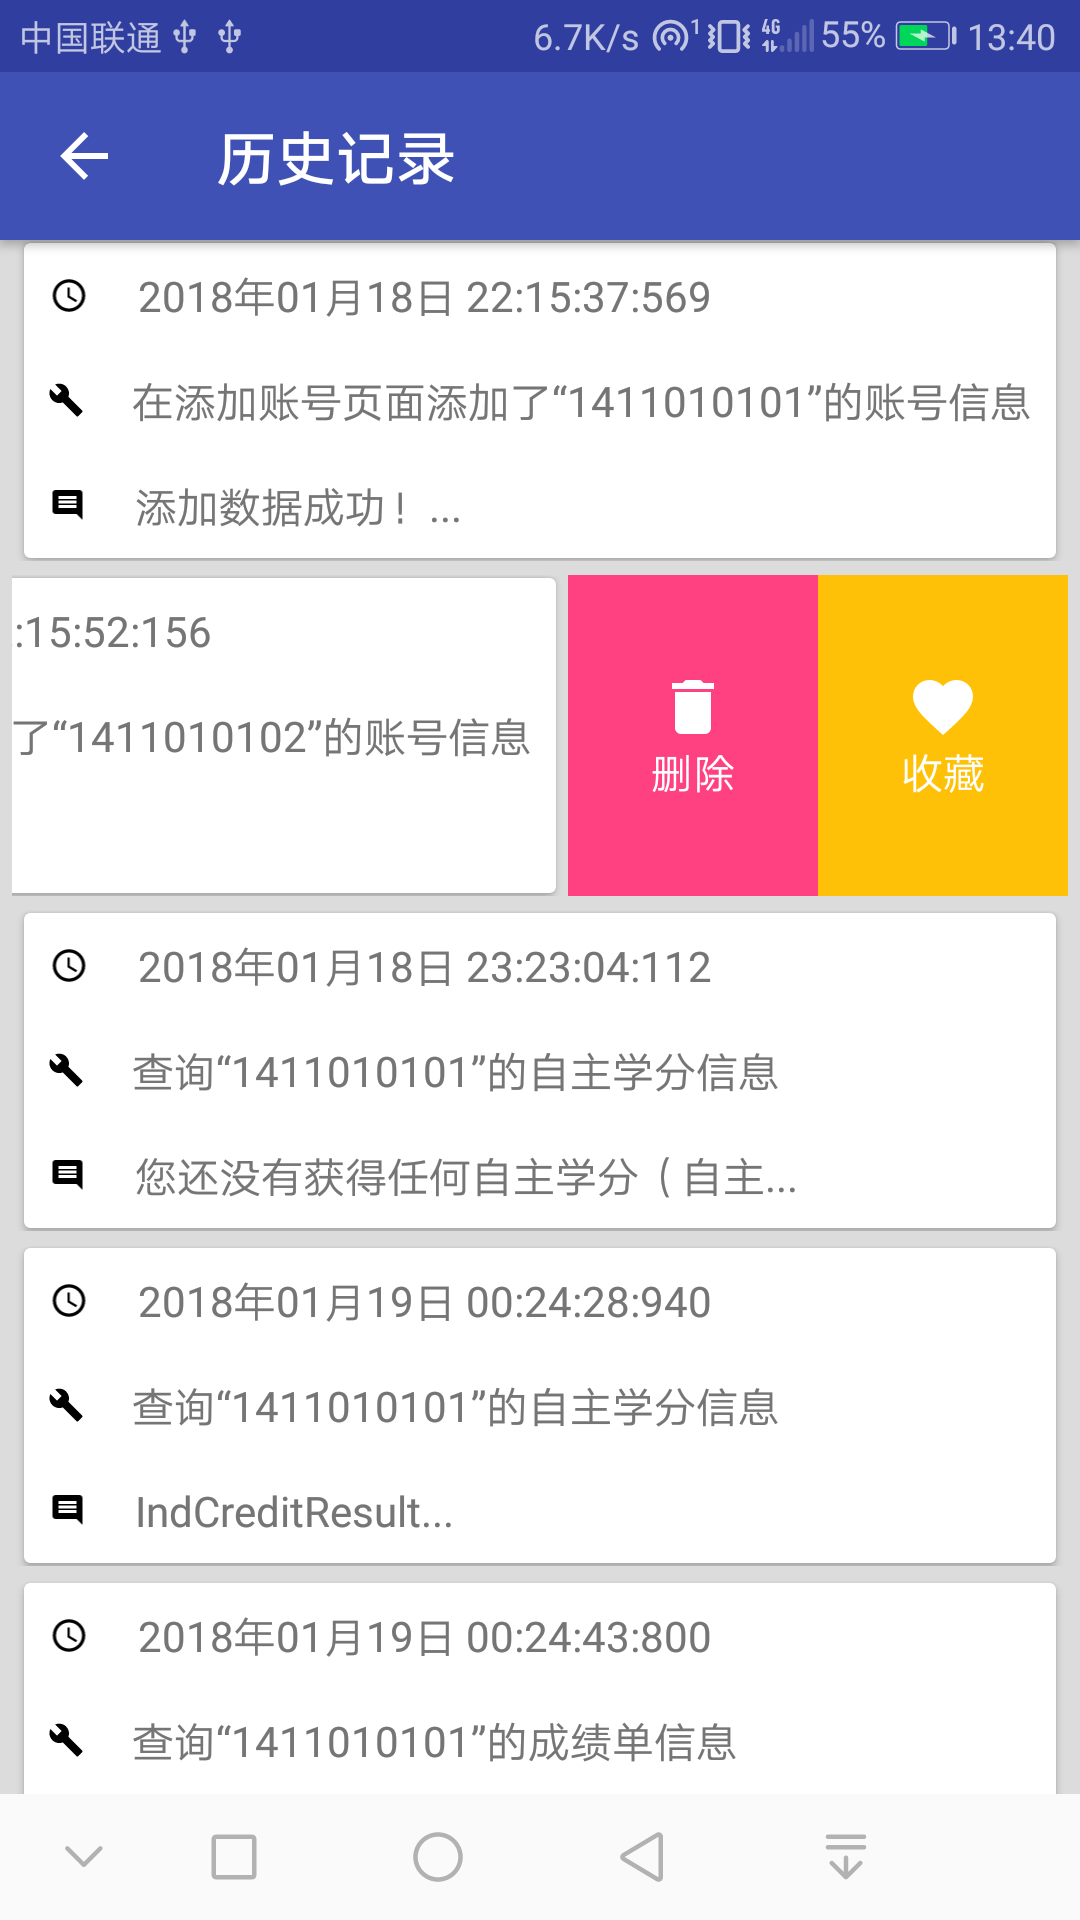 中国联通 6.7K/s 1 4G 55% 13:40
历史记录
2018年01月18日 22:15:37:569
在添加账号页面添加了“1411010101”的账号信息
添加数据成功！...
:15:52:156
了“1411010102”的账号信息
删除 收藏
2018年01月18日 23:23:04:112
查询“1411010101”的自主学分信息
您还没有获得任何自主学分（自主...
2018年01月19日 00:24:28:940
查询“1411010101”的自主学分信息
IndCreditResult...
2018年01月19日 00:24:43:800
查询“1411010101”的成绩单信息